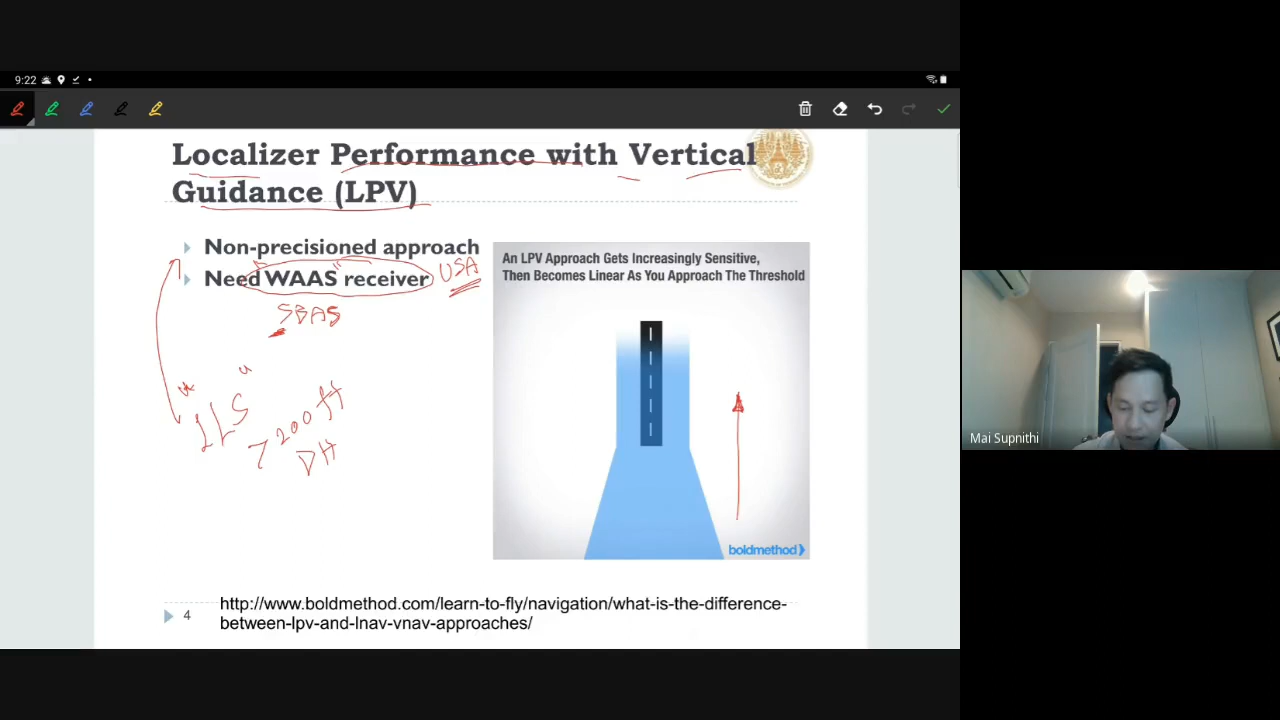 9:22
Localizer Performance with Vertical
Guidance (LPV)
Non-precisioned approach
Need WAAS receiver
USA
SBAS
"ILS"
200 ft
DH
An LPV Approach Gets Increasingly Sensitive,
Then Becomes Linear As You Approach The Threshold
boldmethod
4
http://www.boldmethod.com/learn-to-fly/navigation/what-is-the-difference-
between-lpv-and-lnav-vnav-approaches/
Mai Supnithi